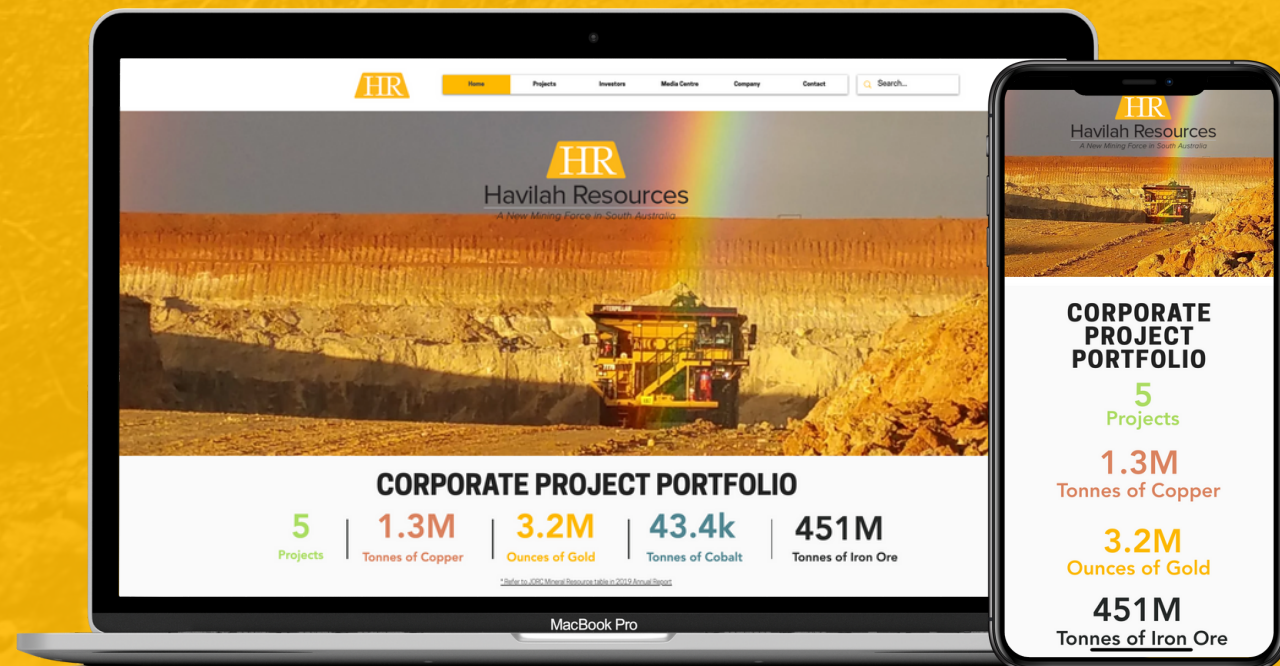 HR
Home Projects Investors Media Centre Company Contact Search...
HR
Havilah Resources
A New Mining Force in South Australia
CATERPILLAR
CORPORATE PROJECT PORTFOLIO
5 1.3M 3.2M 43.4k 451M
Projects Tonnes of Copper Ounces of Gold Tonnes of Cobalt Tonnes of Iron Ore
* Refer to JORC Mineral Resource table in 2019 Annual Report
MacBook Pro
HR
Havilah Resources
A New Mining Force in South Australia
CORPORATE
PROJECT
PORTFOLIO
5
Projects
1.3M
Tonnes of Copper
3.2M
Ounces of Gold
451M
Tonnes of Iron Ore